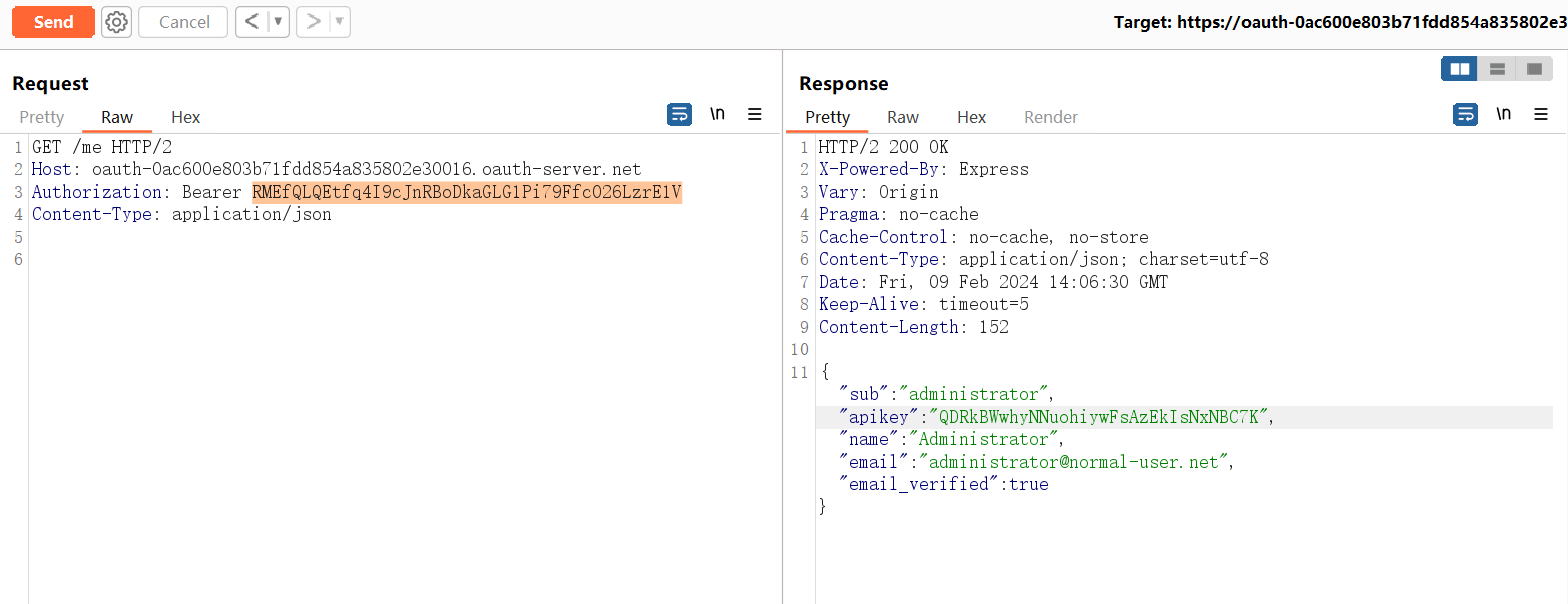 Send
Cancel
<
>
Target: https://oauth-0ac600e803b71fdd854a835802e3
Request
Pretty Raw Hex
\n
1 GET /me HTTP/2
2 Host: oauth-0ac600e803b71fdd854a835802e30016.oauth-server.net
3 Authorization: Bearer RMEfQLQEtfq4I9cJnRBoDkaGLG1Pi79Ffc026LzrE1V
4 Content-Type: application/json
5
6
Response
Pretty Raw Hex Render
\n
1 HTTP/2 200 OK
2 X-Powered-By: Express
3 Vary: Origin
4 Pragma: no-cache
5 Cache-Control: no-cache, no-store
6 Content-Type: application/json; charset=utf-8
7 Date: Fri, 09 Feb 2024 14:06:30 GMT
8 Keep-Alive: timeout=5
9 Content-Length: 152
10
11 {
"sub":"administrator",
"apikey":"QDRkBWwhyNNuohiywFsAzEkIsNxNBC7K",
"name":"Administrator",
"email":"administrator@normal-user.net",
"email_verified":true
}